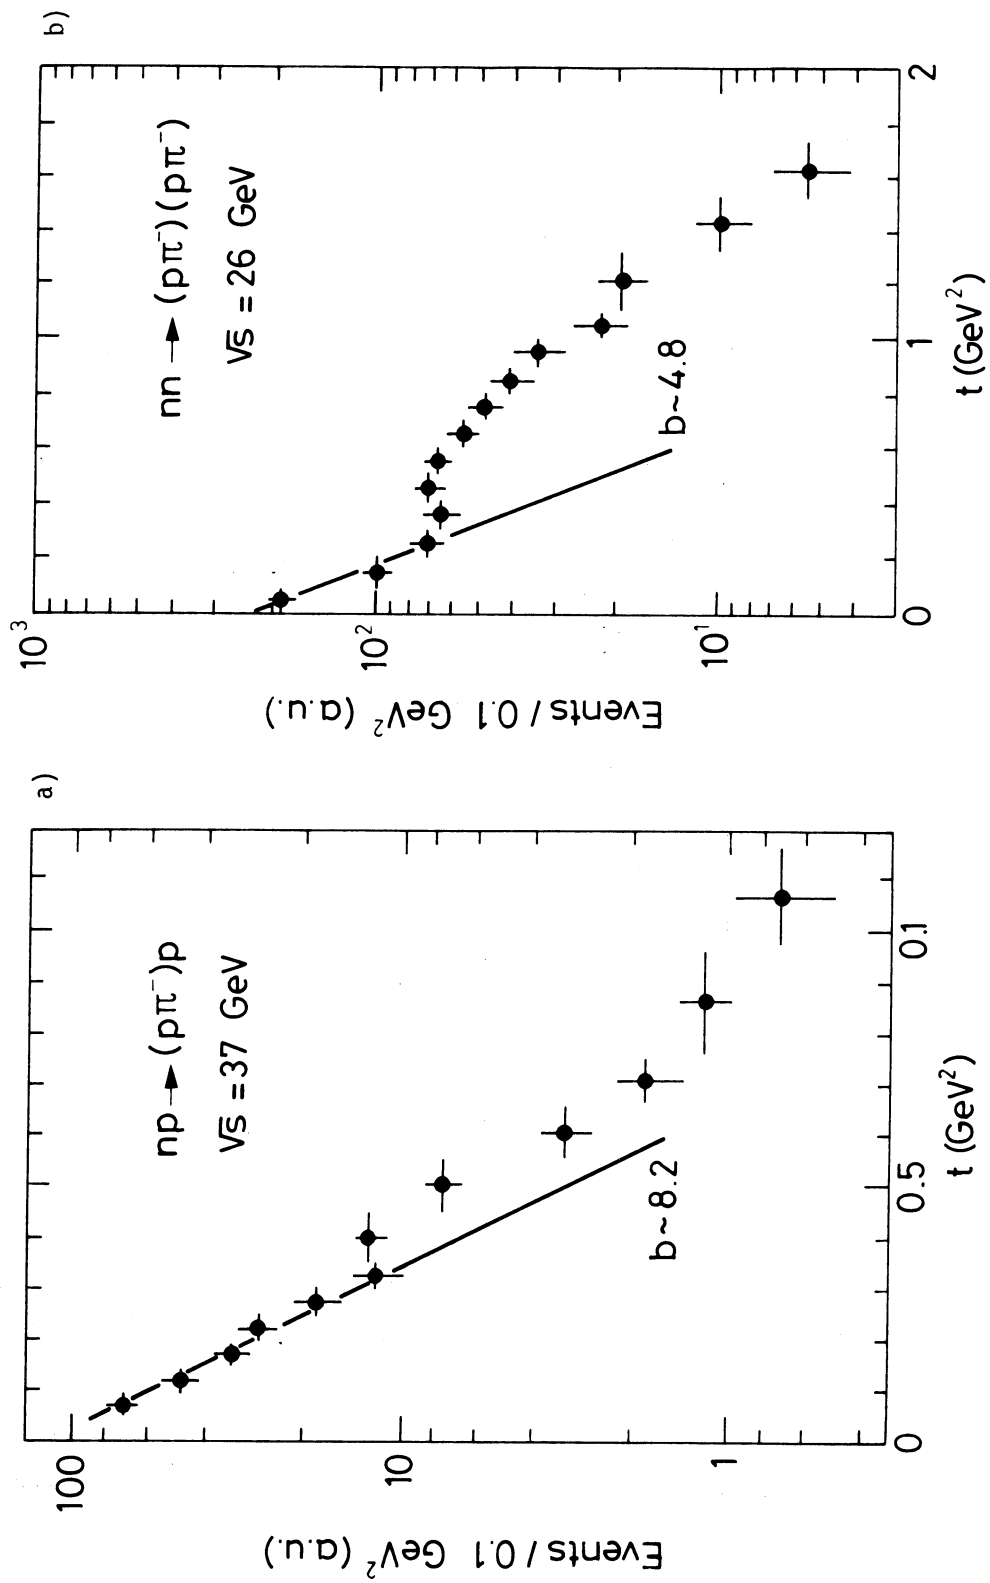 a)
np → (pπ⁻)p
√s = 37 GeV
100
10
1
Events / 0.1 GeV² (a.u.)
b~8.2
0
0.5
0.1
t (GeV²)
b)
nn → (pπ⁻)(pπ⁻)
√s = 26 GeV
10³
10²
10¹
Events / 0.1 GeV² (a.u.)
b~4.8
0
1
2
t (GeV²)